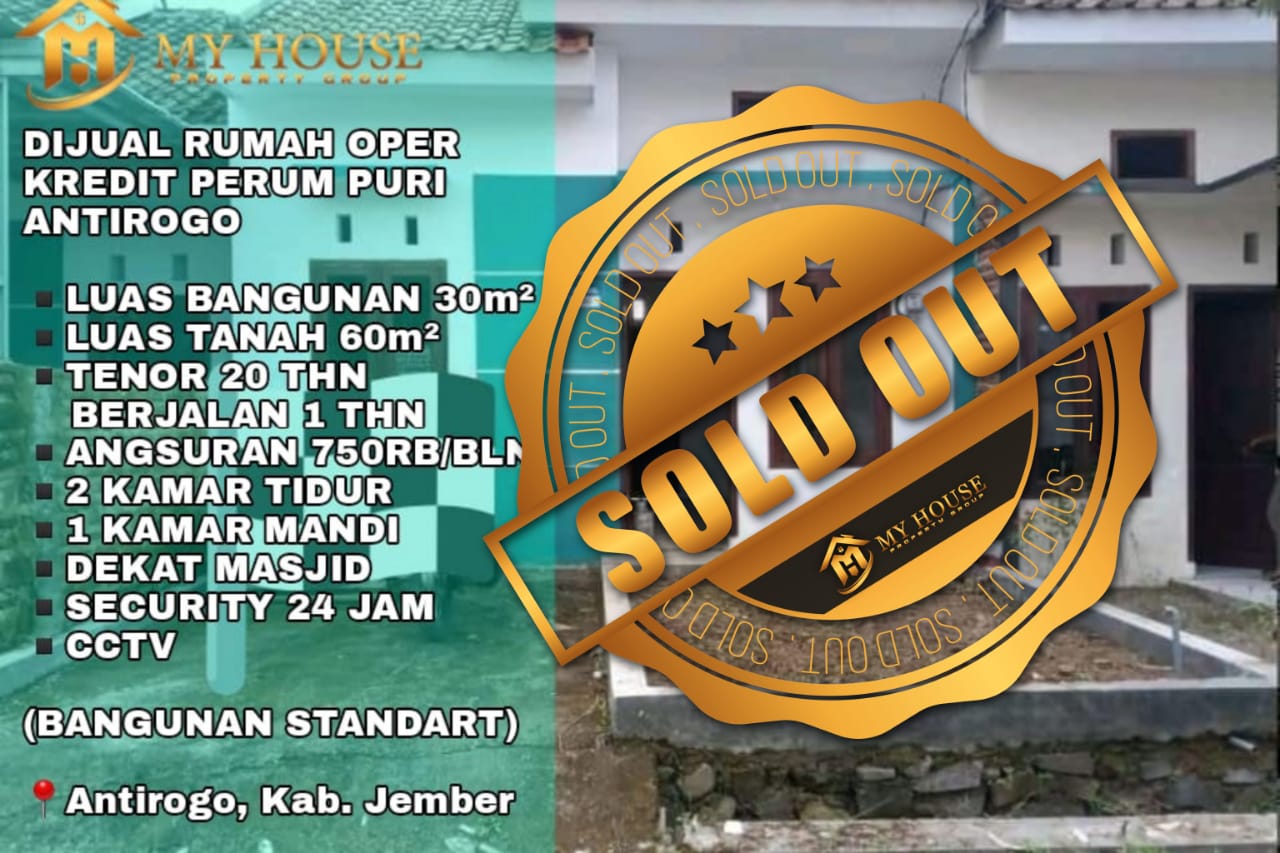 MY HOUSE
PROPERTY GROUP
DIJUAL RUMAH OPER
KREDIT PERUM PURI
ANTIROGO
▪ LUAS BANGUNAN 30m²
▪ LUAS TANAH 60m²
▪ TENOR 20 THN
BERJALAN 1 THN
▪ ANGSURAN 750RB/BLN
▪ 2 KAMAR TIDUR
▪ 1 KAMAR MANDI
▪ DEKAT MASJID
▪ SECURITY 24 JAM
▪ CCTV
(BANGUNAN STANDART)
📍Antirogo, Kab. Jember
D OUT . SOLD OUT . SOLD OUT . SOLD O
SOLD OUT
MY HOUSE
PROPERTY GROUP
D OUT . SOLD OUT . SOLD OUT . SOLD O